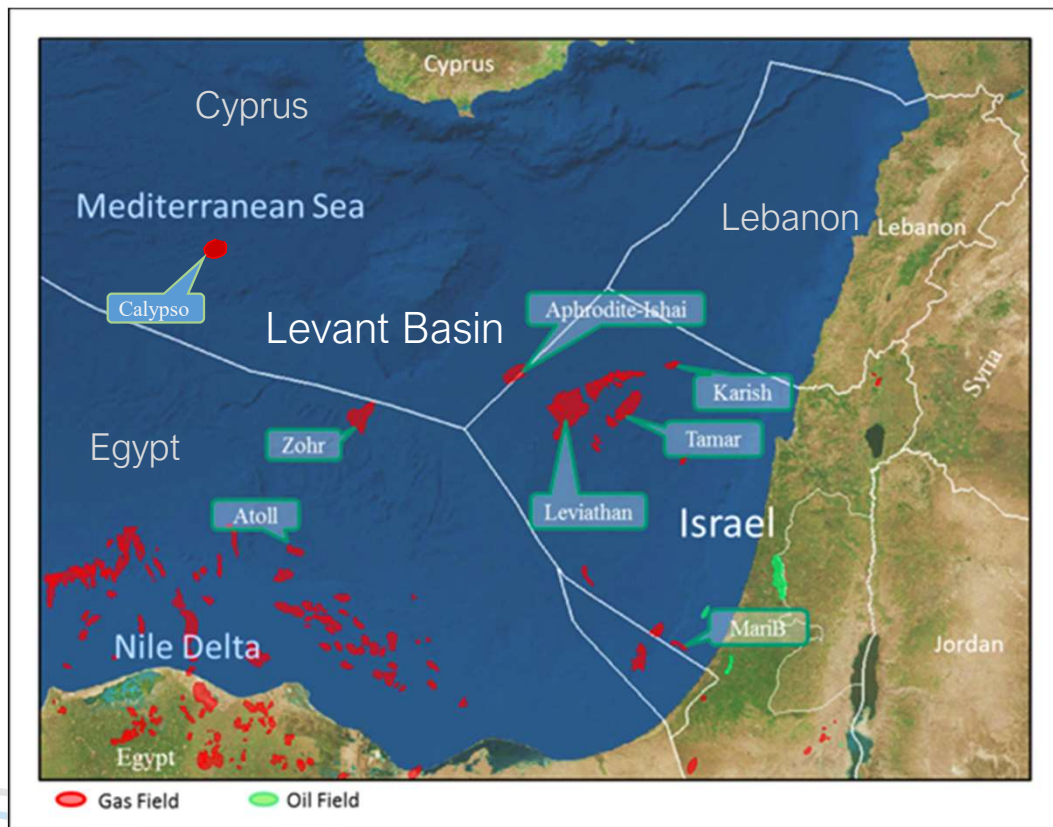 Cyprus
Cyprus
Mediterranean Sea
Lebanon
Lebanon
Calypso
Aphrodite-Ishai
Levant Basin
Karish
Syria
Zohr
Tamar
Egypt
Leviathan
Atoll
Israel
MariB
Nile Delta
Jordan
Egypt
Gas Field
Oil Field